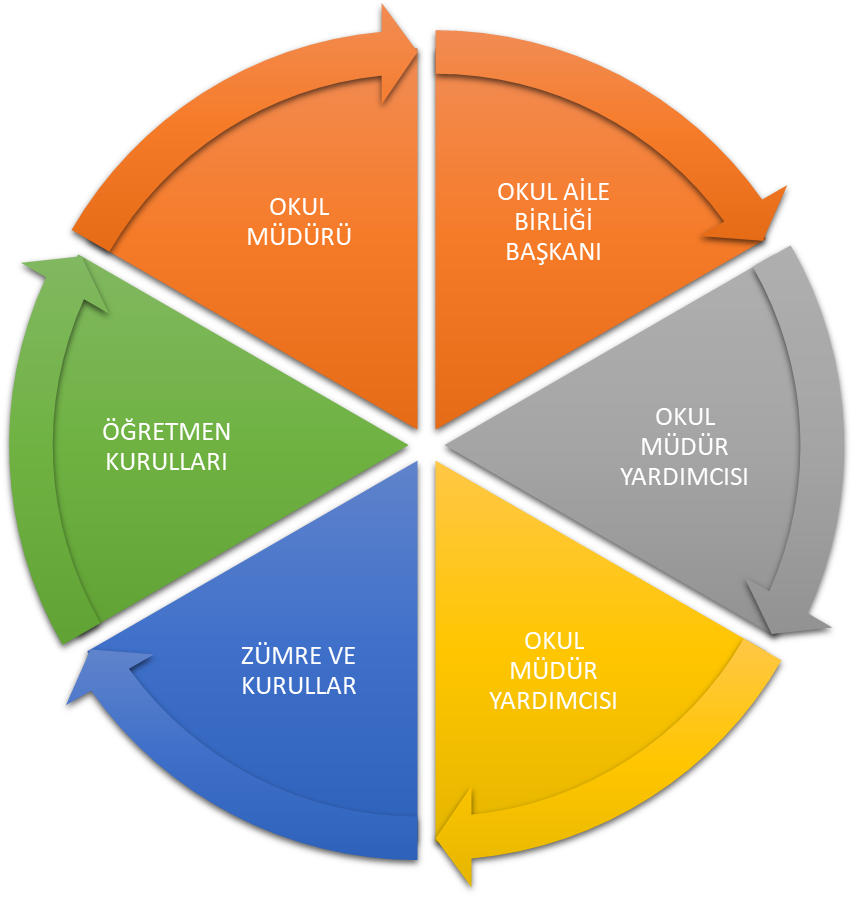 OKUL
MÜDÜRÜ
OKUL AİLE
BİRLİĞİ
BAŞKANI
OKUL
MÜDÜR
YARDIMCISI
OKUL
MÜDÜR
YARDIMCISI
ZÜMRE VE
KURULLAR
ÖĞRETMEN
KURULLARI